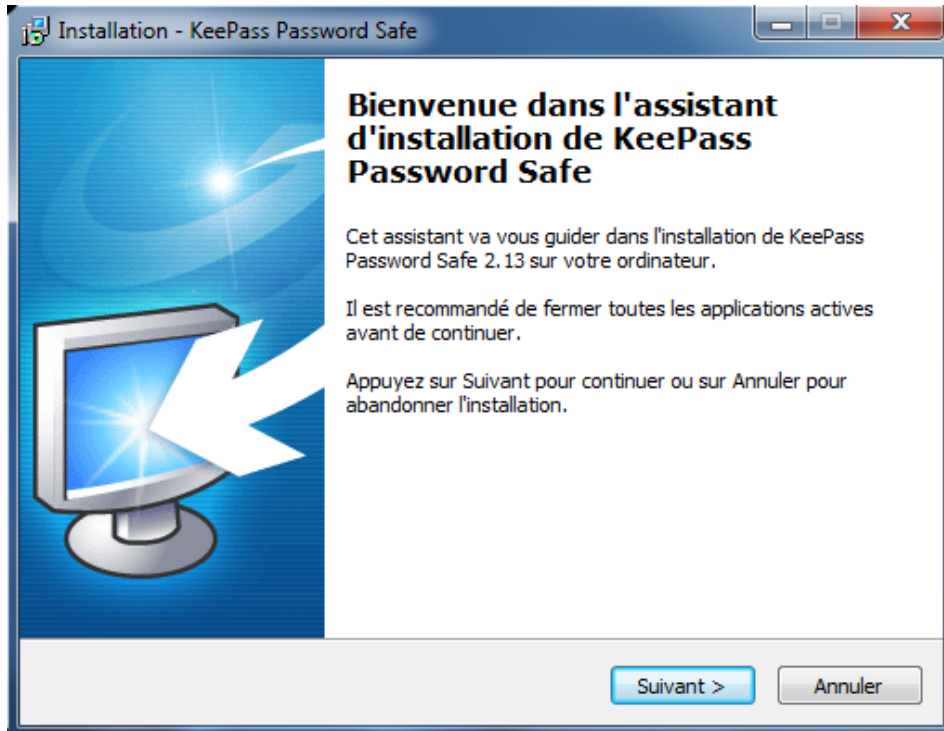 Installation - KeePass Password Safe
Bienvenue dans l'assistant
d'installation de KeePass
Password Safe
Cet assistant va vous guider dans l'installation de KeePass
Password Safe 2.13 sur votre ordinateur.
Il est recommandé de fermer toutes les applications actives
avant de continuer.
Appuyez sur Suivant pour continuer ou sur Annuler pour
abandonner l'installation.
Suivant >
Annuler